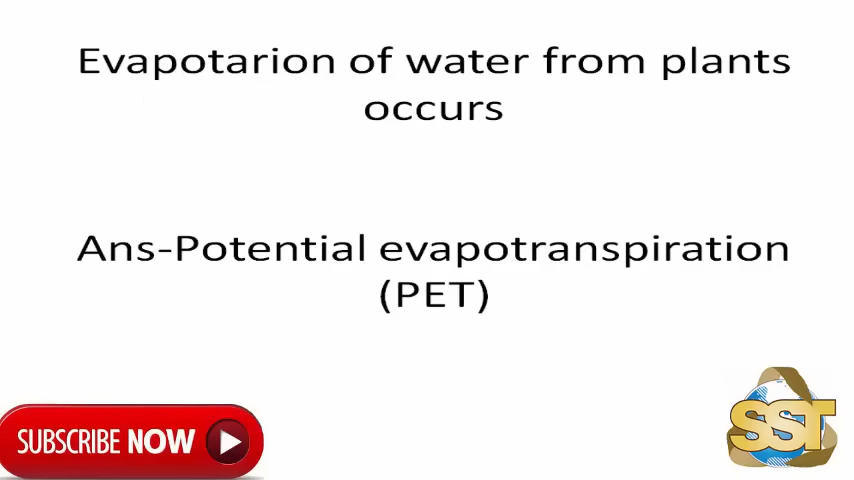 Evapotarion of water from plants
occurs
Ans-Potential evapotranspiration
(PET)
SUBSCRIBE NOW
SST